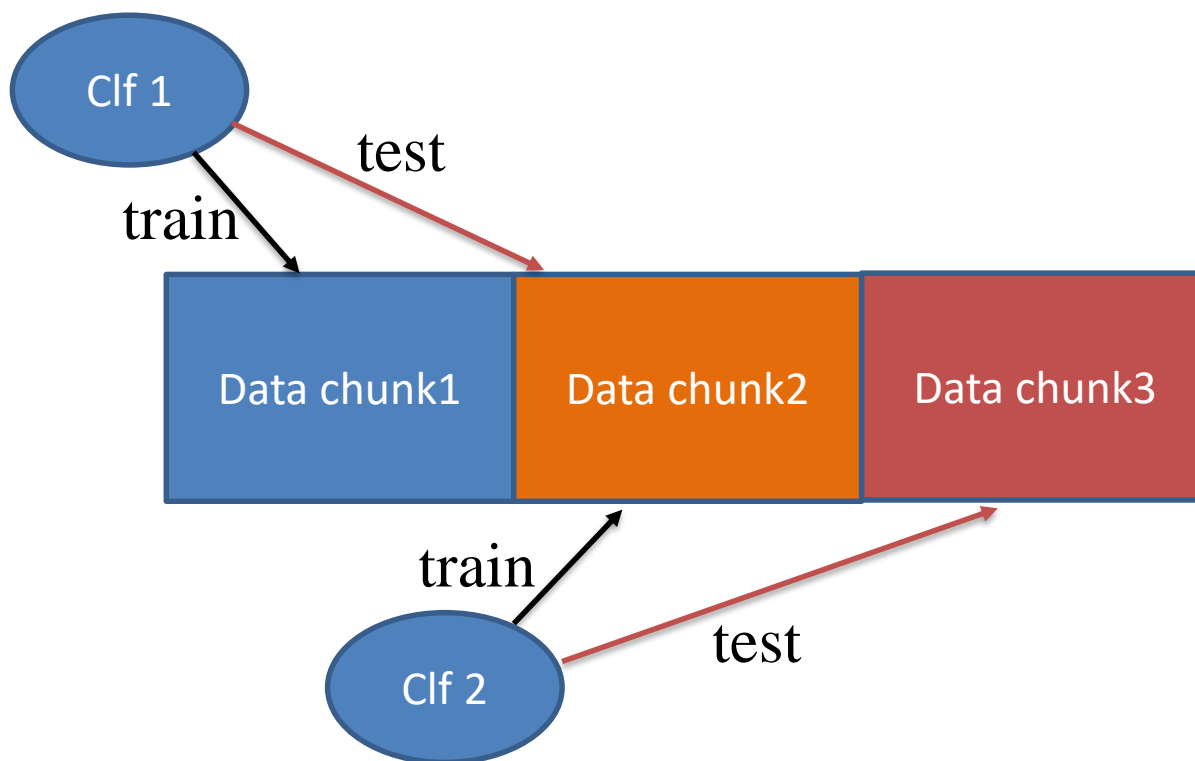 Clf 1
test
train
Data chunk1
Data chunk2
Data chunk3
train
test
Clf 2